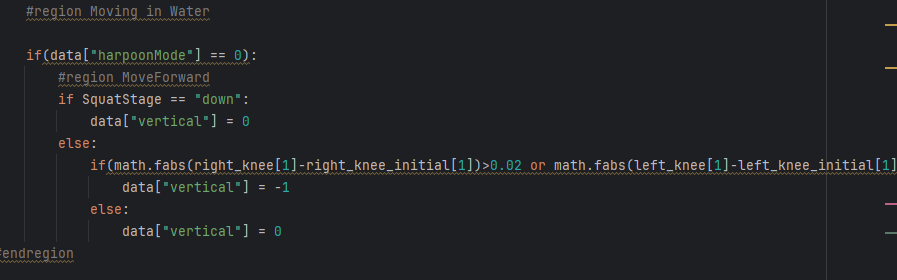 #region Moving in Water
if(data["harpoonMode"] == 0):
#region MoveForward
if SquatStage == "down":
data["vertical"] = 0
else:
if(math.fabs(right_knee[1]-right_knee_initial[1])>0.02 or math.fabs(left_knee[1]-left_knee_initial[1]
data["vertical"] = -1
else:
data["vertical"] = 0
#endregion